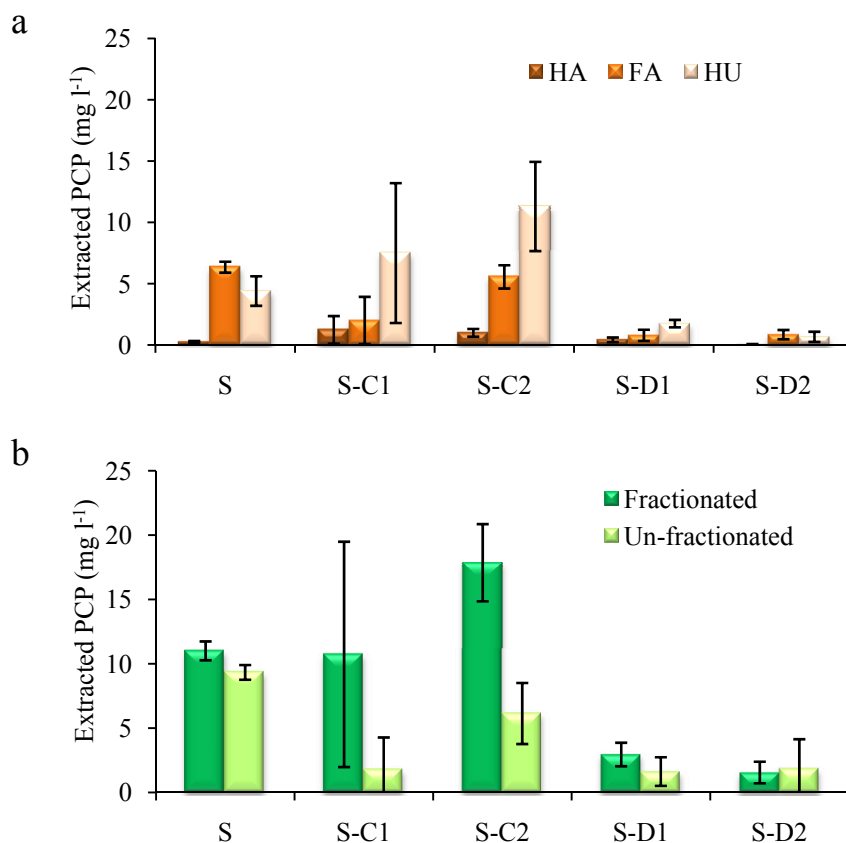 a
Extracted PCP (mg l-1)
25
20
15
10
5
0
HA FA HU
S S-C1 S-C2 S-D1 S-D2
b
Extracted PCP (mg l-1)
25
20
15
10
5
0
Fractionated
Un-fractionated
S S-C1 S-C2 S-D1 S-D2